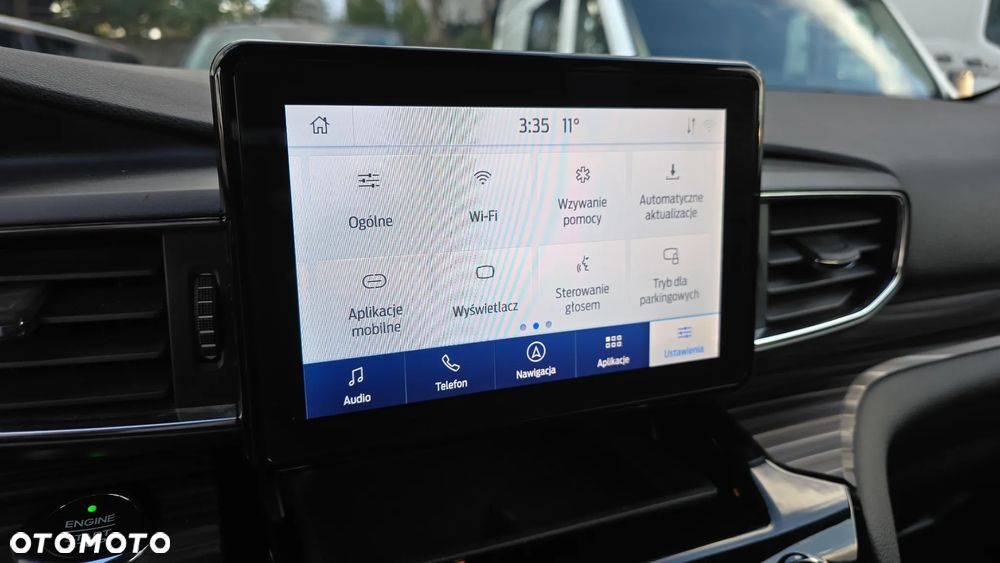 3:35 11°
Ogólne
Wi-Fi
Wzywanie
pomocy
Automatyczne
aktualizacje
Aplikacje
mobilne
Wyświetlacz
Sterowanie
głosem
Tryb dla
parkingowych
Audio
Telefon
Nawigacja
Aplikacje
Ustawienia
ENGINE
OTOMOTO